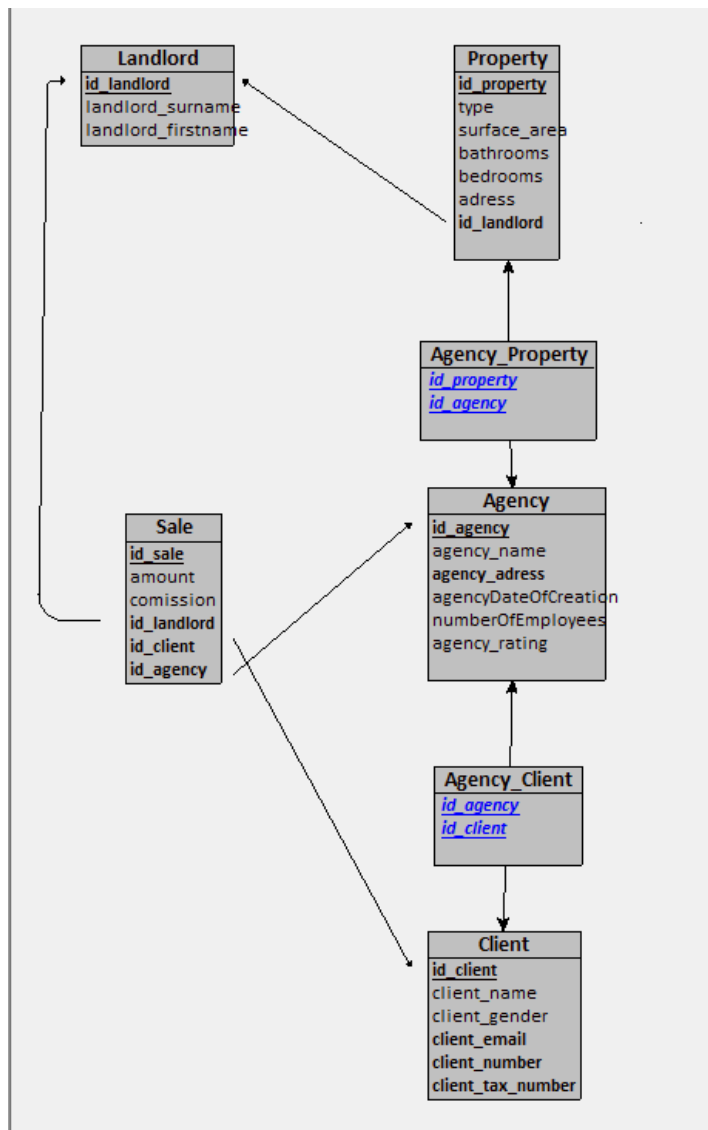 Landlord
id_landlord
landlord_surname
landlord_firstname
Property
id_property
type
surface_area
bathrooms
bedrooms
adress
id_landlord
Agency_Property
id_property
id_agency
Sale
id_sale
amount
comission
id_landlord
id_client
id_agency
Agency
id_agency
agency_name
agency_adress
agencyDateOfCreation
numberOfEmployees
agency_rating
Agency_Client
id_agency
id_client
Client
id_client
client_name
client_gender
client_email
client_number
client_tax_number